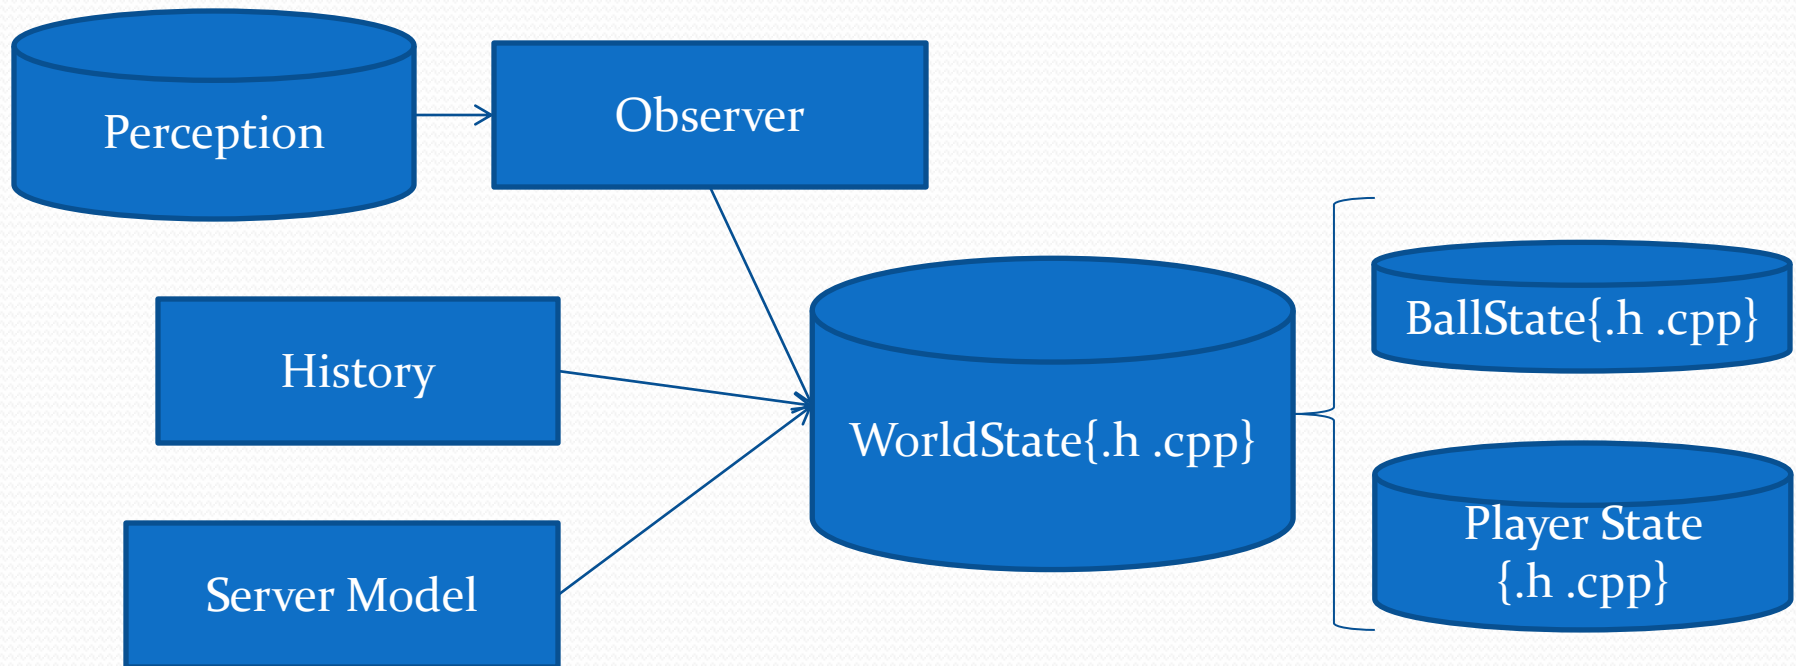 Perception
Observer
History
Server Model
WorldState{.h .cpp}
BallState{.h .cpp}
Player State
{.h .cpp}